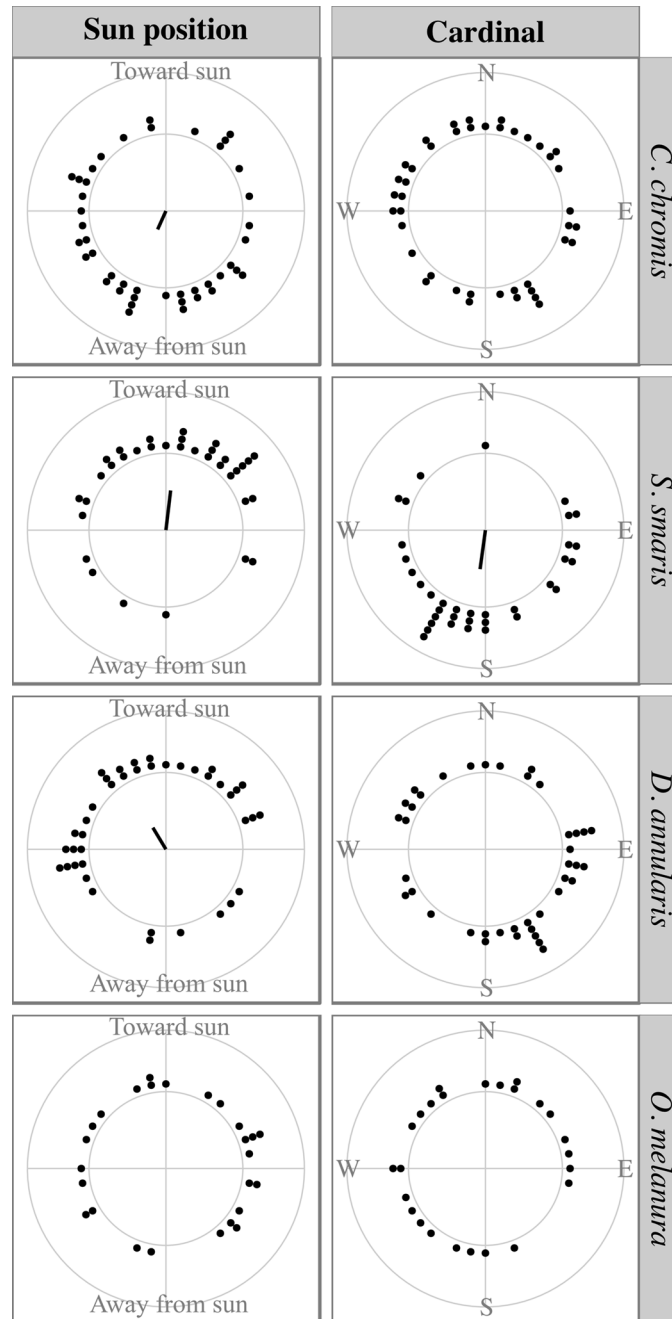 Sun position
Cardinal
Toward sun
Away from sun
N
W
E
S
C. chromis
Toward sun
Away from sun
N
W
E
S
S. smaris
Toward sun
Away from sun
N
W
E
S
D. annularis
Toward sun
Away from sun
N
W
E
S
O. melanura